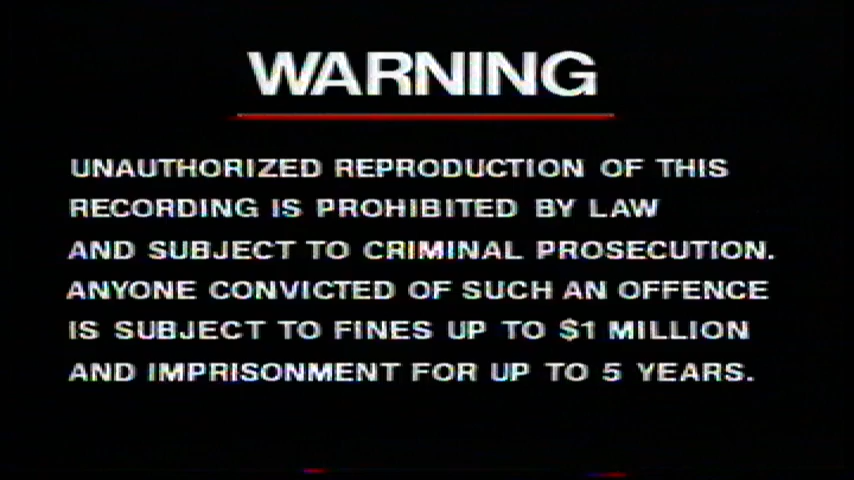 WARNING
UNAUTHORIZED REPRODUCTION OF THIS
RECORDING IS PROHIBITED BY LAW
AND SUBJECT TO CRIMINAL PROSECUTION.
ANYONE CONVICTED OF SUCH AN OFFENCE
IS SUBJECT TO FINES UP TO $1 MILLION
AND IMPRISONMENT FOR UP TO 5 YEARS.